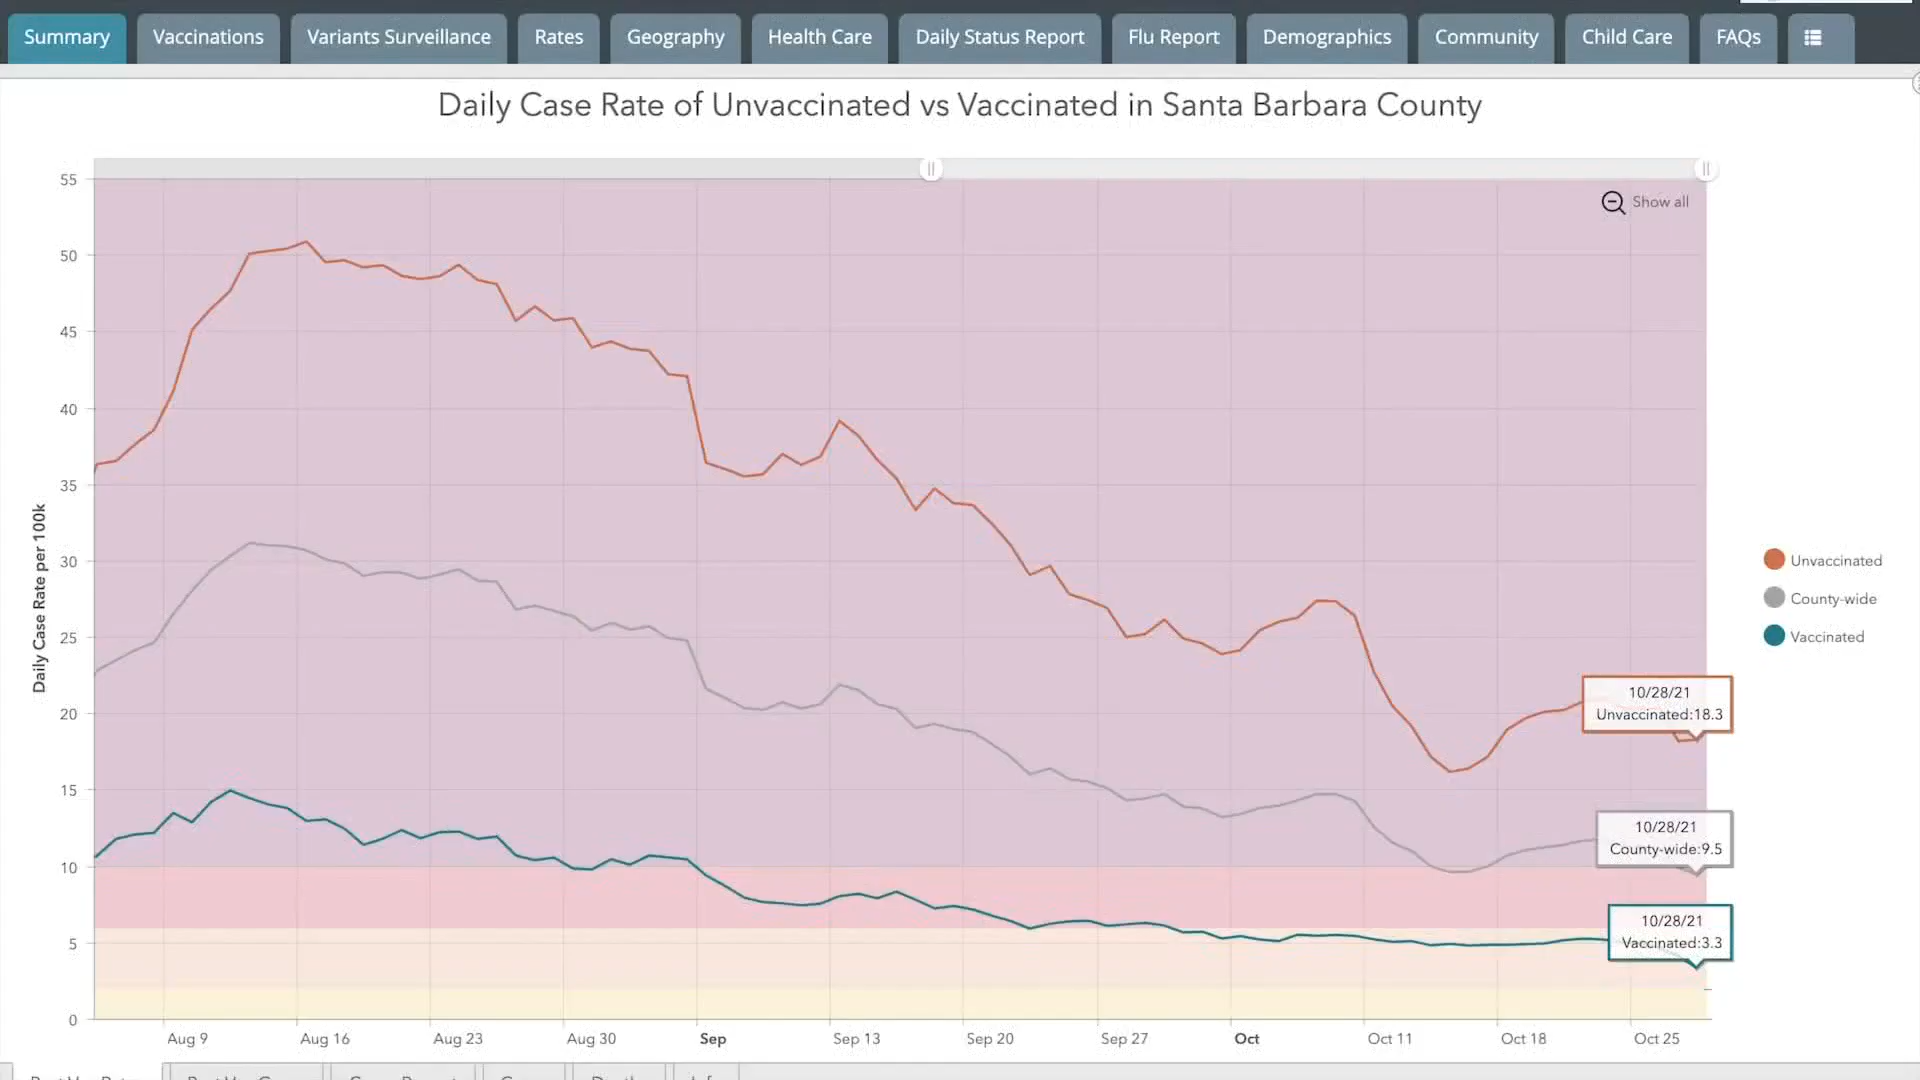 Summary
Vaccinations
Variants Surveillance
Rates
Geography
Health Care
Daily Status Report
Flu Report
Demographics
Community
Child Care
FAQs
Daily Case Rate of Unvaccinated vs Vaccinated in Santa Barbara County
Show all
55
50
45
40
35
30
25
20
15
10
5
0
Daily Case Rate per 100k
Unvaccinated
County-wide
Vaccinated
10/28/21
Unvaccinated:18.3
10/28/21
County-wide:9.5
10/28/21
Vaccinated:3.3
Aug 9
Aug 16
Aug 23
Aug 30
Sep
Sep 13
Sep 20
Sep 27
Oct
Oct 11
Oct 18
Oct 25